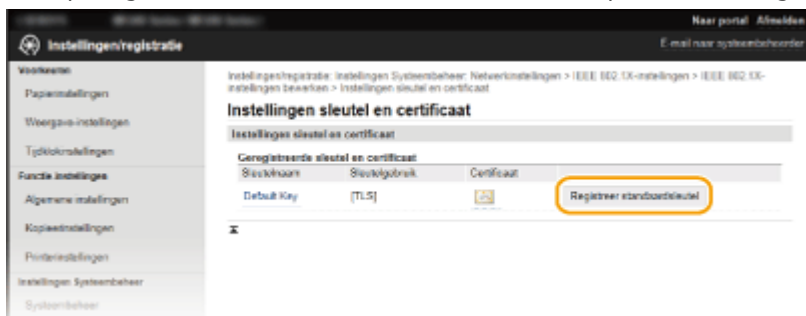 Naar portal Afmelden
Instellingen/registratie
E-mail naar systeembeheerder
Voorkeuren
Papierinstellingen
Weergave-instellingen
Tijdklokinstellingen
Functie-instellingen
Algemene instellingen
Kopieerinstellingen
Printerinstellingen
Instellingen Systeembeheer
Systeembeheer
Instellingen/registratie: Instellingen Systeembeheer: Netwerkinstellingen > IEEE 802.1X-instellingen > IEEE 802.1X-
instellingen bewerken > Instellingen sleutel en certificaat
Instellingen sleutel en certificaat
Instellingen sleutel en certificaat
Geregistreerde sleutel en certificaat
Sleutelnaam Sleutelgebruik Certificaat
Default Key [TLS] Registreer standaardsleutel